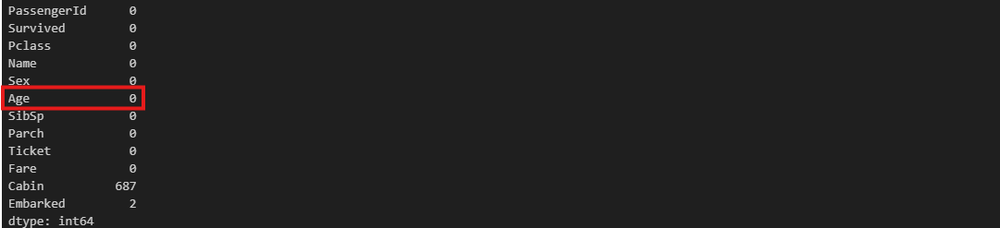 PassengerId 0
Survived 0
Pclass 0
Name 0
Sex 0
Age 0
SibSp 0
Parch 0
Ticket 0
Fare 0
Cabin 687
Embarked 2
dtype: int64